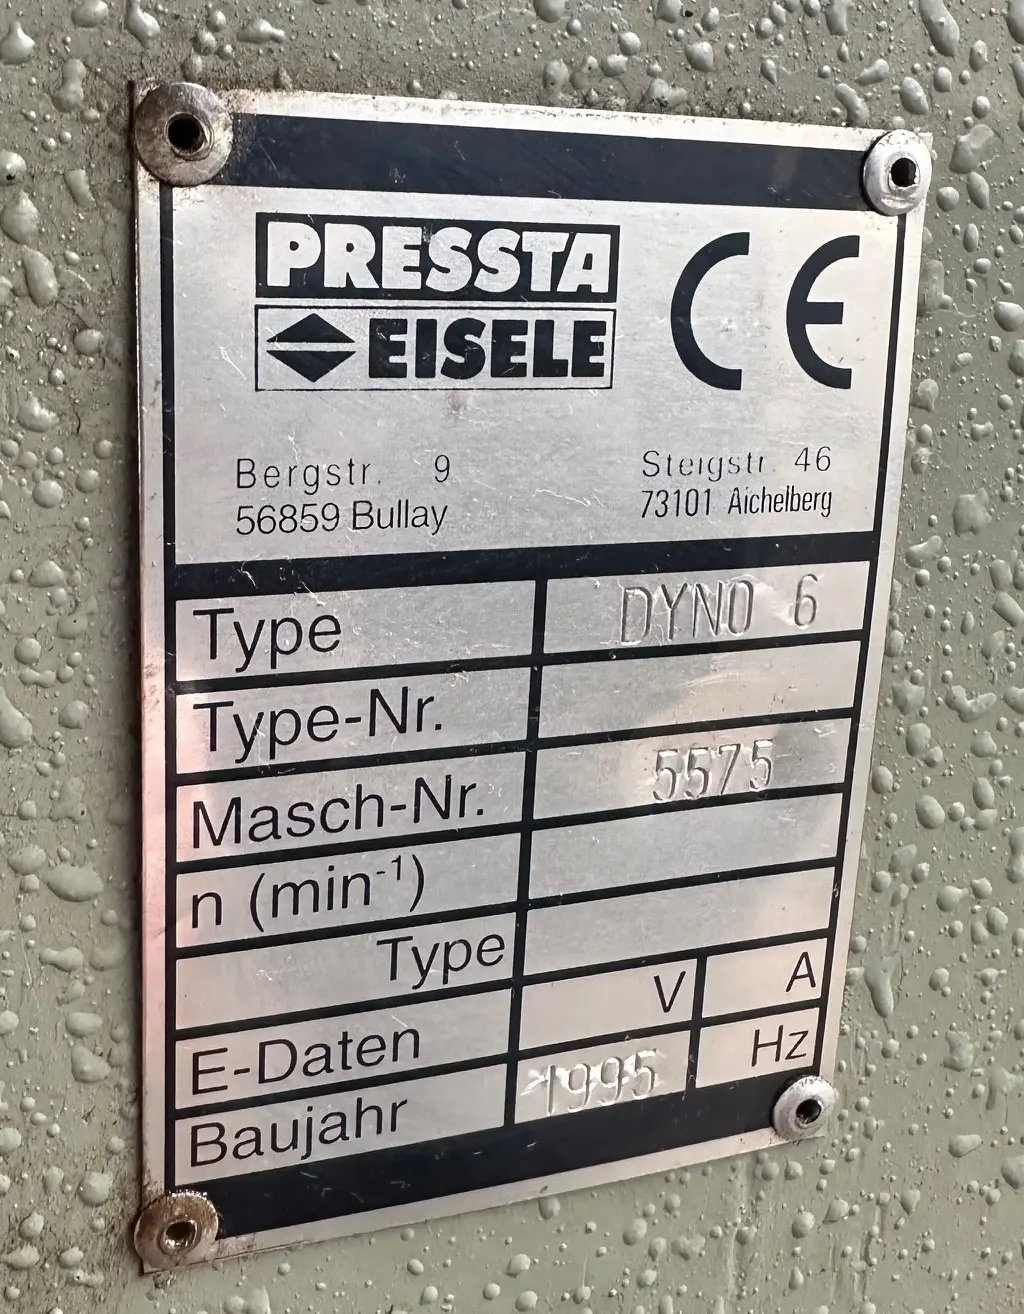 PRESSTA
EISELE
CE
Bergstr. 9
56859 Bullay
Steigstr. 46
73101 Aichelberg
Type DYNO 6
Type-Nr.
Masch-Nr. 5575
n (min⁻¹)
Type
E-Daten V A
Hz
Baujahr 1995